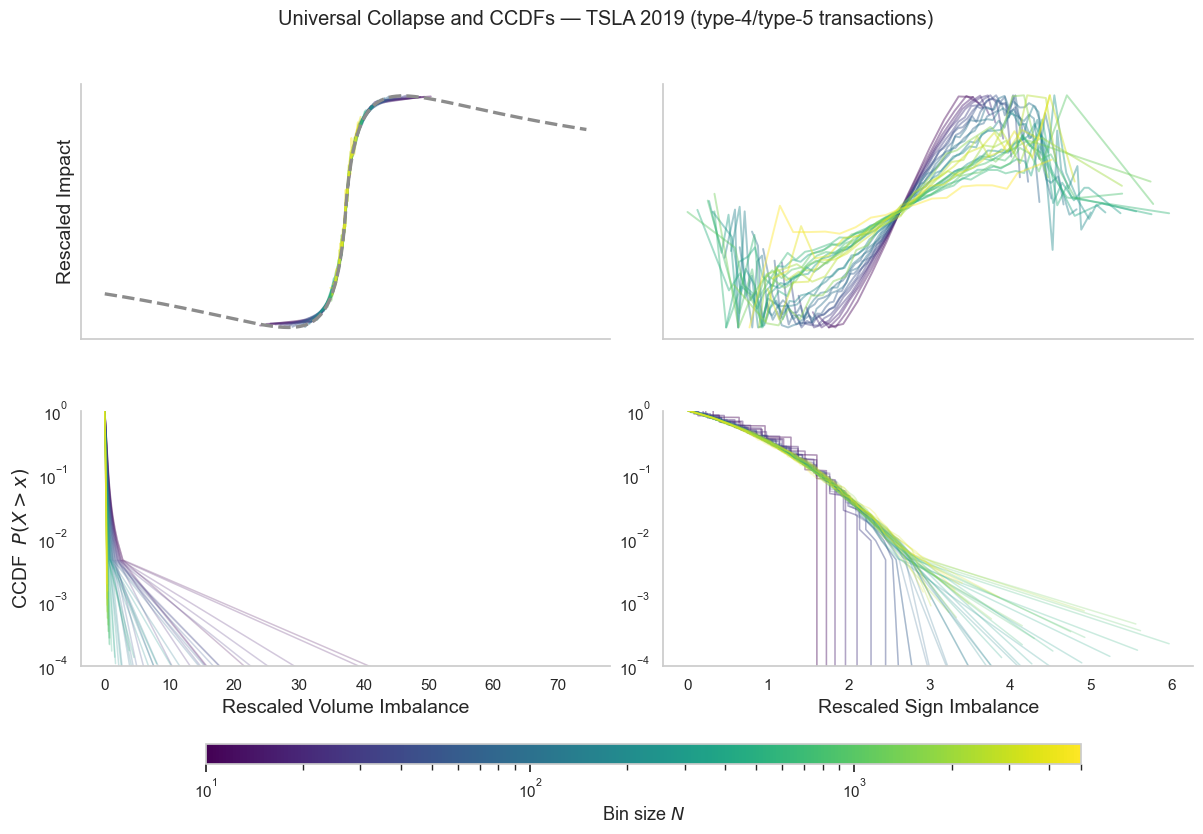 Universal Collapse and CCDFs — TSLA 2019 (type-4/type-5 transactions)
Rescaled Impact
CCDF P(X > x)
10^0
10^−1
10^−2
10^−3
10^−4
10^0
10^−1
10^−2
10^−3
10^−4
0 10 20 30 40 50 60 70
0 1 2 3 4 5 6
Rescaled Volume Imbalance
Rescaled Sign Imbalance
10^1 10^2 10^3
Bin size N